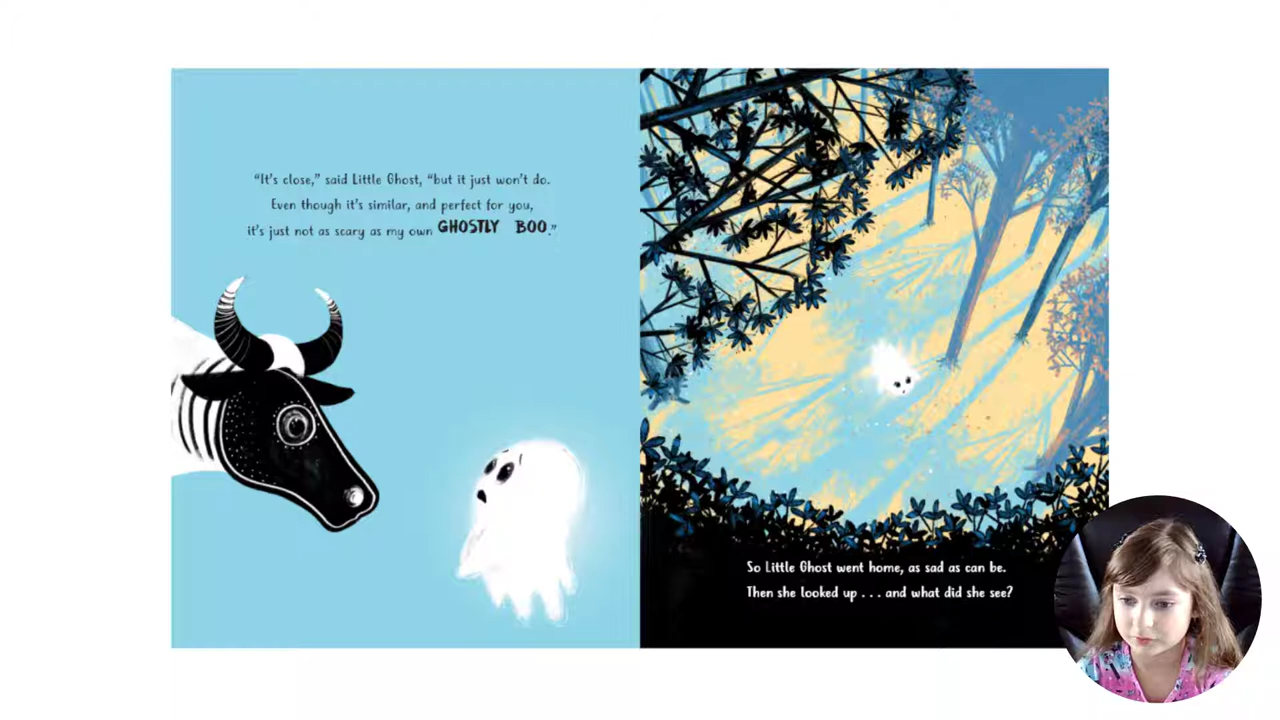 “It’s close,” said Little Ghost, “but it just won’t do.
Even though it’s similar, and perfect for you,
it’s just not as scary as my own GHOSTLY BOO.”
So Little Ghost went home, as sad as can be.
Then she looked up . . . and what did she see?